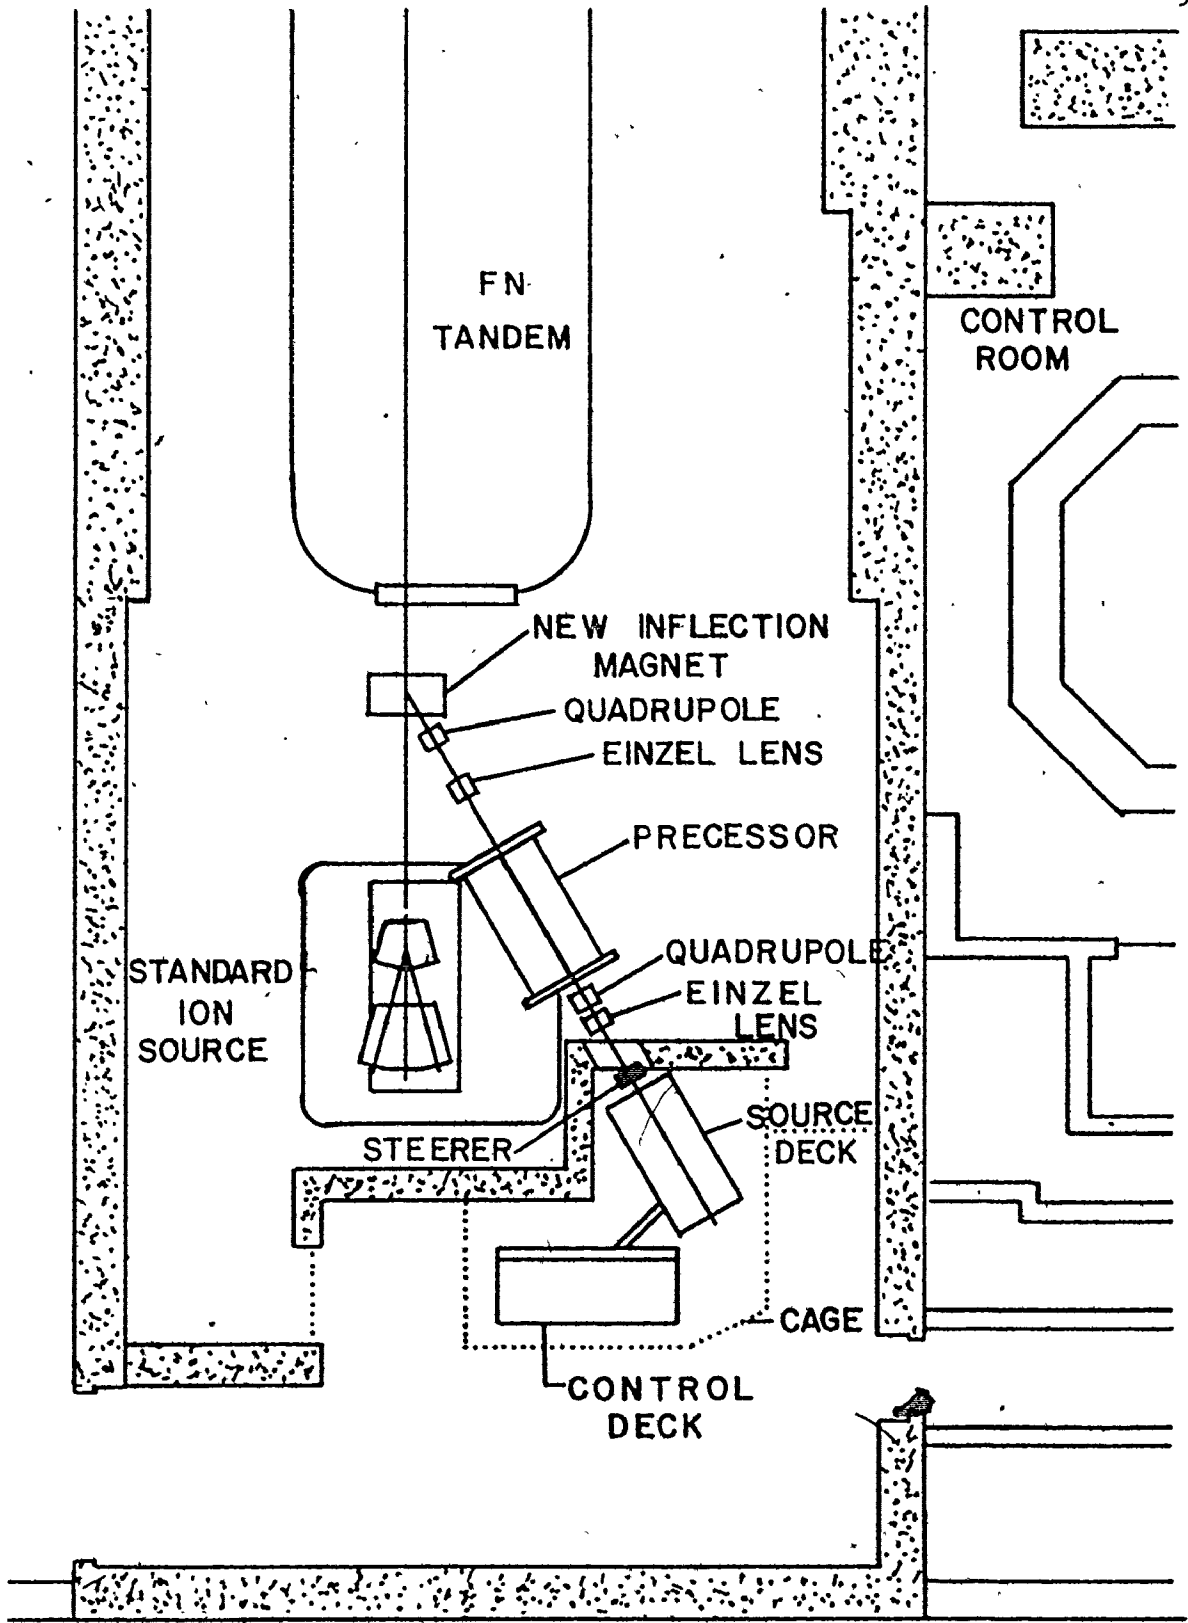 FN
TANDEM
CONTROL
ROOM
NEW INFLECTION
MAGNET
QUADRUPOLE
EINZEL LENS
PRECESSOR
QUADRUPOLE
EINZEL
LENS
STANDARD
ION
SOURCE
SOURCE
DECK
STEERER
CAGE
CONTROL
DECK